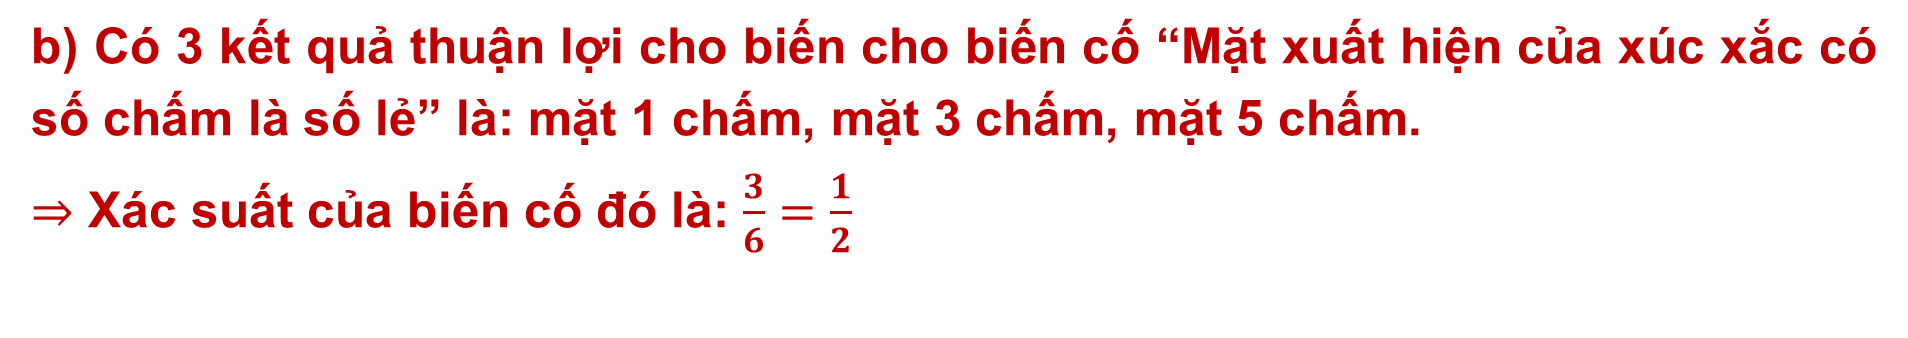 b) Có 3 kết quả thuận lợi cho biến cho biến cố “Mặt xuất hiện của xúc xắc có
số chấm là số lẻ” là: mặt 1 chấm, mặt 3 chấm, mặt 5 chấm.
⇒ Xác suất của biến cố đó là: 3/6 = 1/2